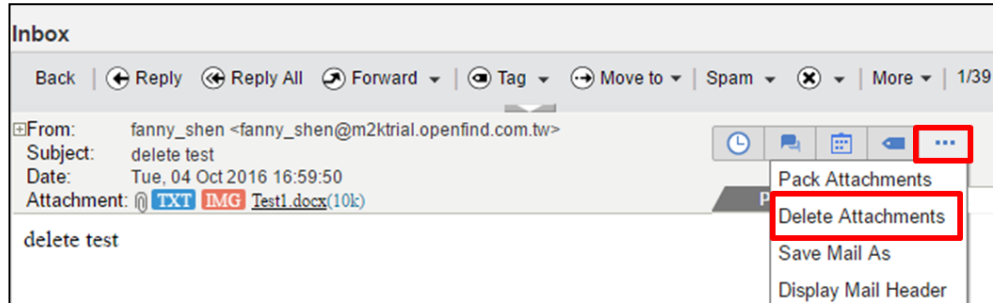 Inbox
Back | Reply Reply All Forward | Tag Move to | Spam | More | 1/39
From: fanny_shen <fanny_shen@m2ktrial.openfind.com.tw>
Subject: delete test
Date: Tue, 04 Oct 2016 16:59:50
Attachment: TXT IMG Test1.docx(10k)
Pack Attachments
P
Delete Attachments
delete test
Save Mail As
Display Mail Header